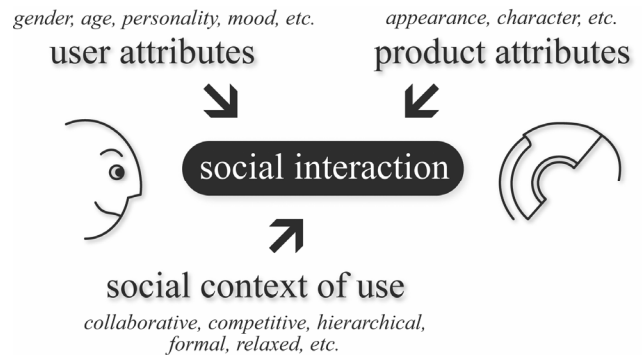 gender, age, personality, mood, etc.
user attributes
appearance, character, etc.
product attributes
social interaction
social context of use
collaborative, competitive, hierarchical,
formal, relaxed, etc.